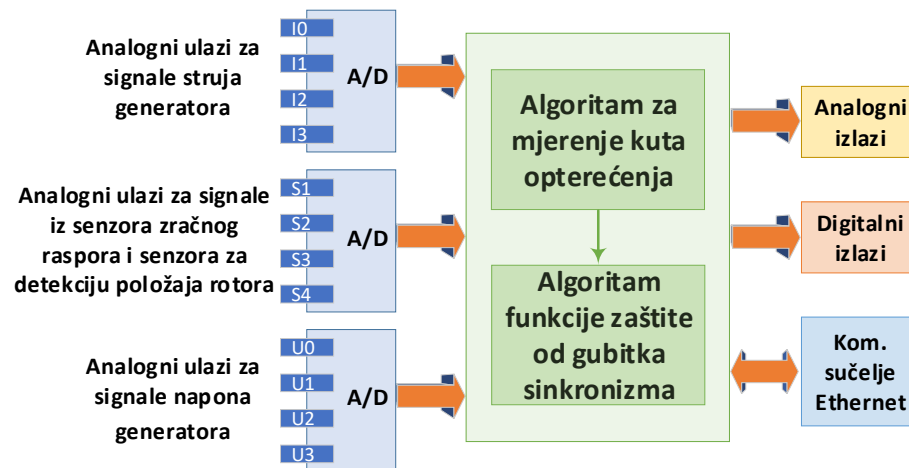 Analogni ulazi za
signale struja
generatora
I0
I1
I2
I3
A/D
Analogni ulazi za signale
iz senzora zračnog
raspora i senzora za
detekciju položaja rotora
S1
S2
S3
S4
A/D
Analogni ulazi za
signale napona
generatora
U0
U1
U2
U3
A/D
Algoritam za
mjerenje kuta
opterećenja
Algoritam
funkcije zaštite
od gubitka
sinkronizma
Analogni
izlazi
Digitalni
izlazi
Kom.
sučelje
Ethernet